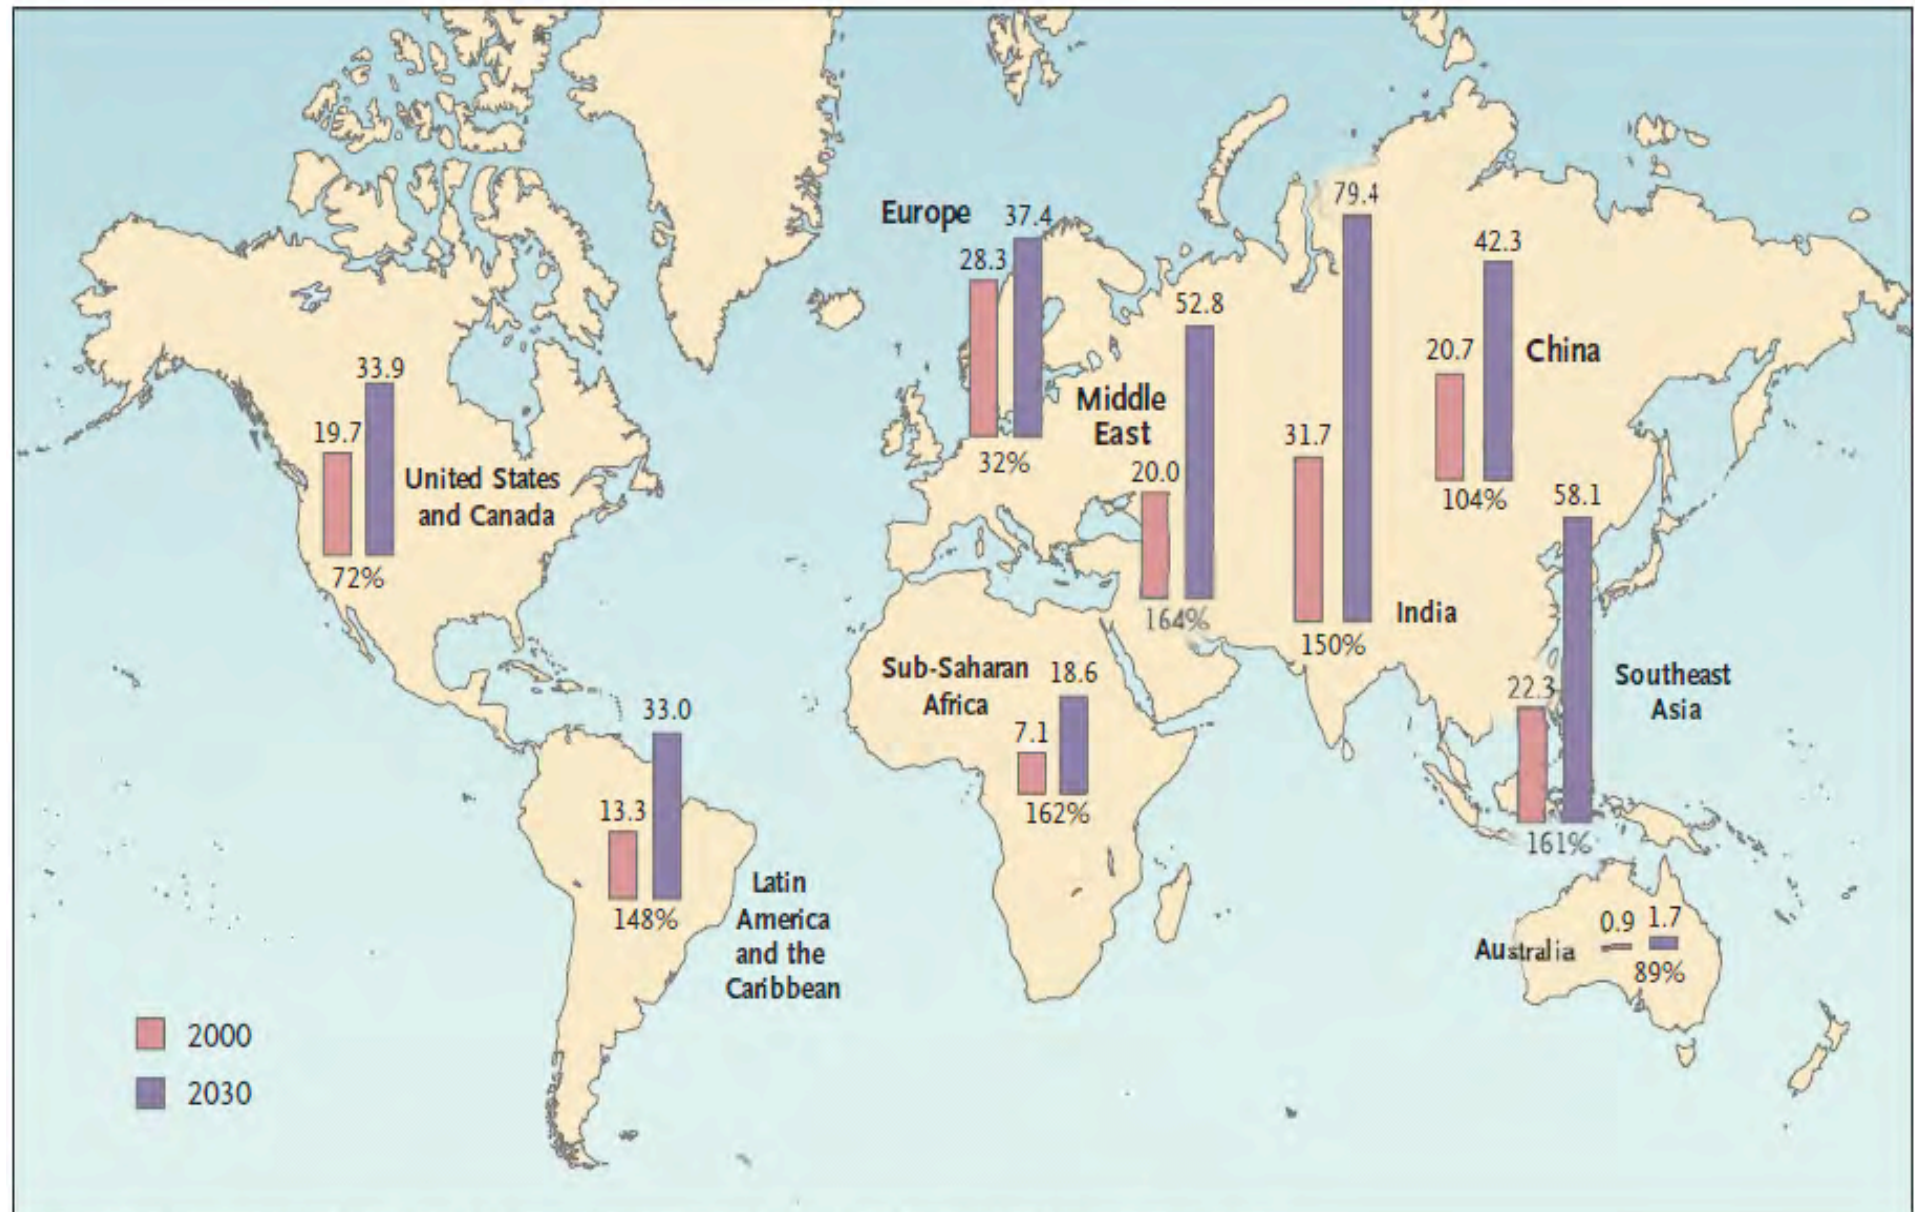 Europe
28.3
37.4
32%
79.4
42.3
20.7
China
104%
52.8
Middle
East
20.0
164%
31.7
India
150%
58.1
22.3
Southeast
Asia
161%
33.9
19.7
United States
and Canada
72%
Sub-Saharan
Africa
18.6
7.1
162%
33.0
13.3
148%
Latin
America
and the
Caribbean
0.9
1.7
Australia
89%
2000
2030